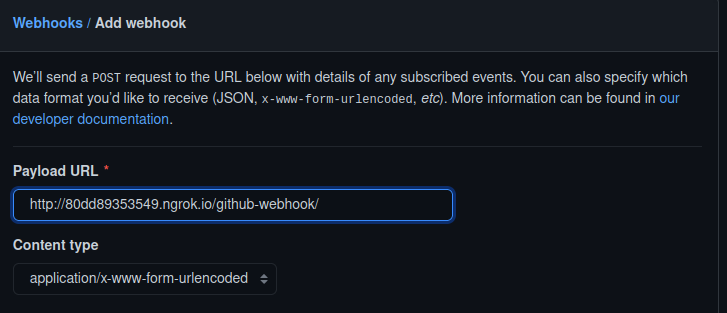 Webhooks / Add webhook
We'll send a POST request to the URL below with details of any subscribed events. You can also specify which
data format you'd like to receive (JSON, x-www-form-urlencoded, etc). More information can be found in our
developer documentation.
Payload URL *
http://80dd89353549.ngrok.io/github-webhook/
Content type
application/x-www-form-urlencoded